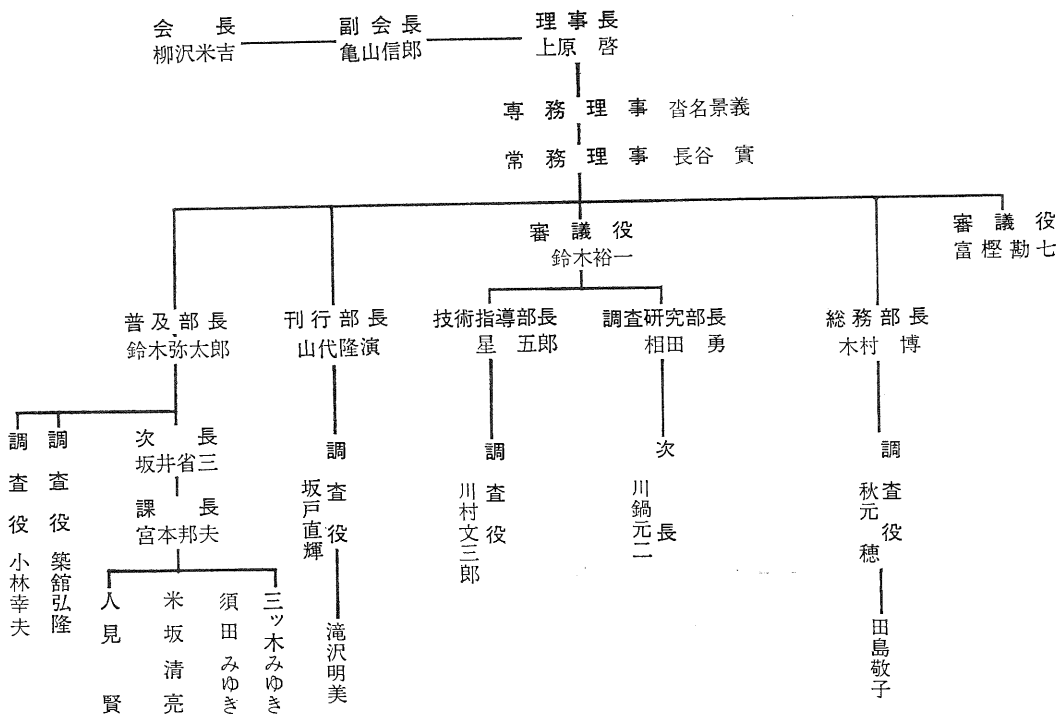 会長
柳沢米吉
副会長
亀山信郎
理事長
上原啓
専務理事 沓名景義
常務理事 長谷實
審議役
鈴木裕一
審議役
富樫勘七
普及部長
鈴木弥太郎
刊行部長
山代隆演
技術指導部長
星五郎
調査研究部長
相田勇
総務部長
木村博
調査役 小林幸夫
調査役 築舘弘隆
次長
坂井省三
課長
宮本邦夫
人見賢
米坂清亮
須田みゆき
三ッ木みゆき
調査役
坂戸直輝
滝沢明美
調査役
川村文三郎
次長
川鍋元二
調査役
秋元穂
田島敬子